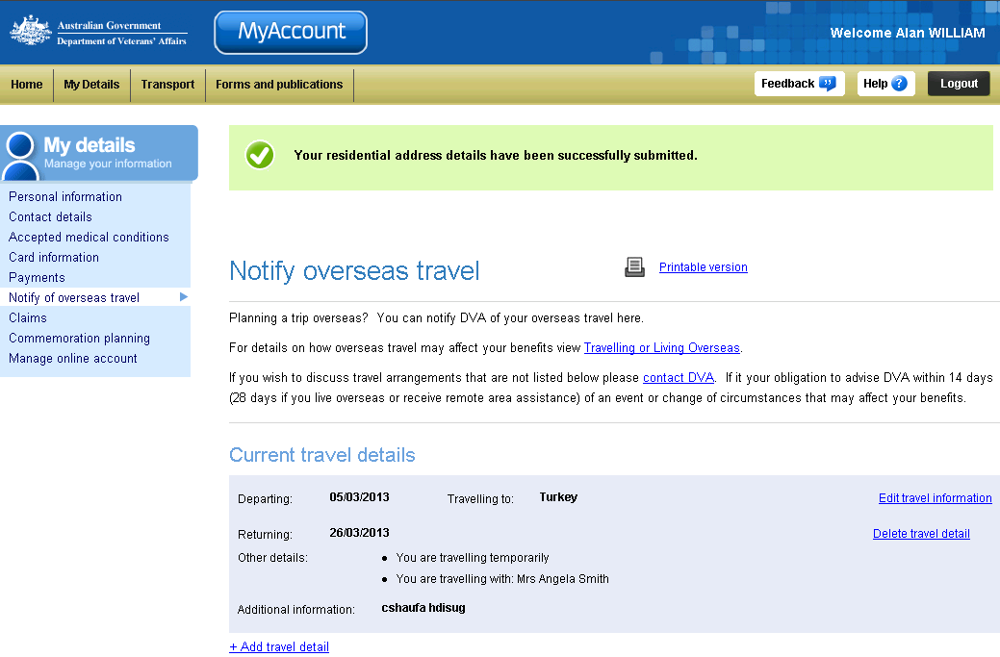 Australian Government
Department of Veterans' Affairs
MyAccount
Welcome Alan WILLIAM
Home My Details Transport Forms and publications Feedback Help ? Logout
My details
Manage your information
Personal information
Contact details
Accepted medical conditions
Card information
Payments
Notify of overseas travel
Claims
Commemoration planning
Manage online account
Your residential address details have been successfully submitted.
Notify overseas travel
Printable version
Planning a trip overseas? You can notify DVA of your overseas travel here.
For details on how overseas travel may affect your benefits view Travelling or Living Overseas.
If you wish to discuss travel arrangements that are not listed below please contact DVA. If it your obligation to advise DVA within 14 days
(28 days if you live overseas or receive remote area assistance) of an event or change of circumstances that may affect your benefits.
Current travel details
Departing: 05/03/2013 Travelling to: Turkey Edit travel information
Returning: 26/03/2013 Delete travel detail
Other details: • You are travelling temporarily
• You are travelling with: Mrs Angela Smith
Additional information: cshaufa hdisug
+ Add travel detail